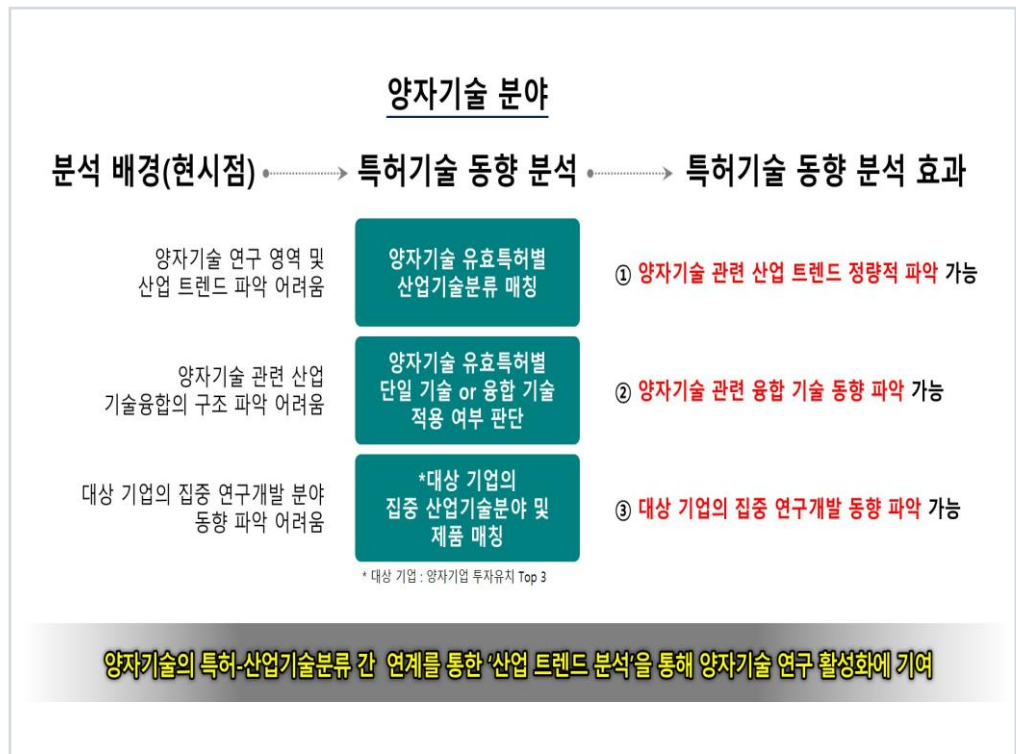 양자기술 분야
분석 배경(현시점)
특허기술 동향 분석
특허기술 동향 분석 효과
양자기술 연구 영역 및
산업 트렌드 파악 어려움
양자기술 유효특허별
산업기술분류 매칭
① 양자기술 관련 산업 트렌드 정량적 파악 가능
양자기술 관련 산업
기술융합의 구조 파악 어려움
양자기술 유효특허별
단일 기술 or 융합 기술
적용 여부 판단
② 양자기술 관련 융합 기술 동향 파악 가능
대상 기업의 집중 연구개발 분야
동향 파악 어려움
*대상 기업의
집중 산업기술분야 및
제품 매칭
③ 대상 기업의 집중 연구개발 동향 파악 가능
* 대상 기업 : 양자기업 투자유치 Top 3
양자기술의 특허-산업기술분류 간 연계를 통한 '산업 트렌드 분석'을 통해 양자기술 연구 활성화에 기여